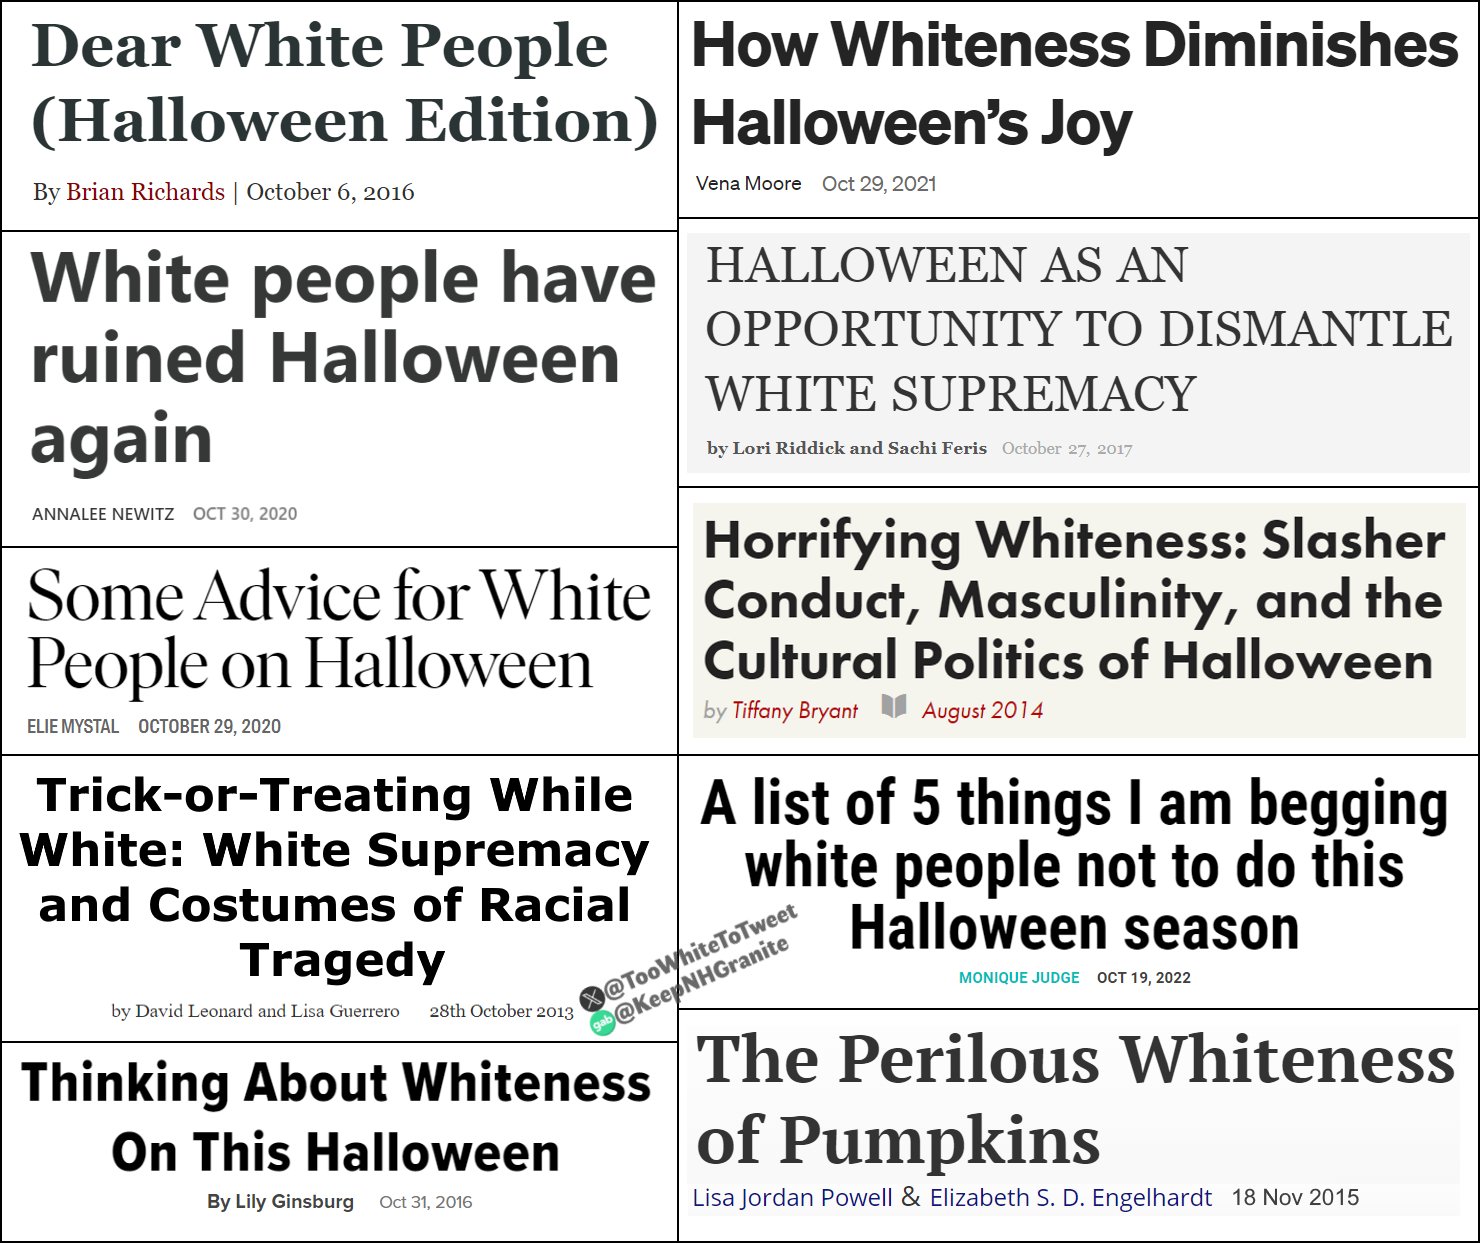 Dear White People
(Halloween Edition)
By Brian Richards | October 6, 2016
White people have
ruined Halloween
again
ANNALEE NEWITZ OCT 30, 2020
Some Advice for White
People on Halloween
ELIE MYSTAL OCTOBER 29, 2020
Trick-or-Treating While
White: White Supremacy
and Costumes of Racial
Tragedy
by David Leonard and Lisa Guerrero 28th October 2013
Thinking About Whiteness
On This Halloween
By Lily Ginsburg Oct 31, 2016
How Whiteness Diminishes
Halloween's Joy
Vena Moore Oct 29, 2021
HALLOWEEN AS AN
OPPORTUNITY TO DISMANTLE
WHITE SUPREMACY
by Lori Riddick and Sachi Feris October 27, 2017
Horrifying Whiteness: Slasher
Conduct, Masculinity, and the
Cultural Politics of Halloween
by Tiffany Bryant August 2014
A list of 5 things I am begging
white people not to do this
Halloween season
MONIQUE JUDGE OCT 19, 2022
The Perilous Whiteness
of Pumpkins
Lisa Jordan Powell & Elizabeth S. D. Engelhardt 18 Nov 2015
X @TooWhiteToTweet
gab @KeepNHGranite